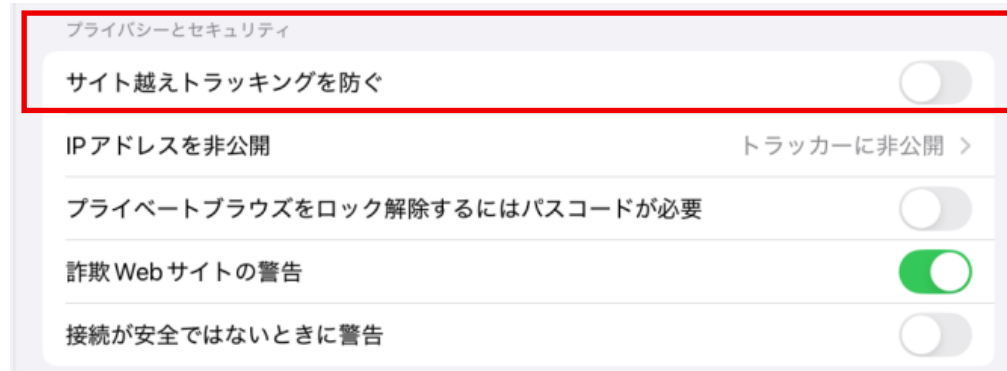 プライバシーとセキュリティ
サイト越えトラッキングを防ぐ
IPアドレスを非公開 トラッカーに非公開 >
プライベートブラウズをロック解除するにはパスコードが必要
詐欺Webサイトの警告
接続が安全ではないときに警告